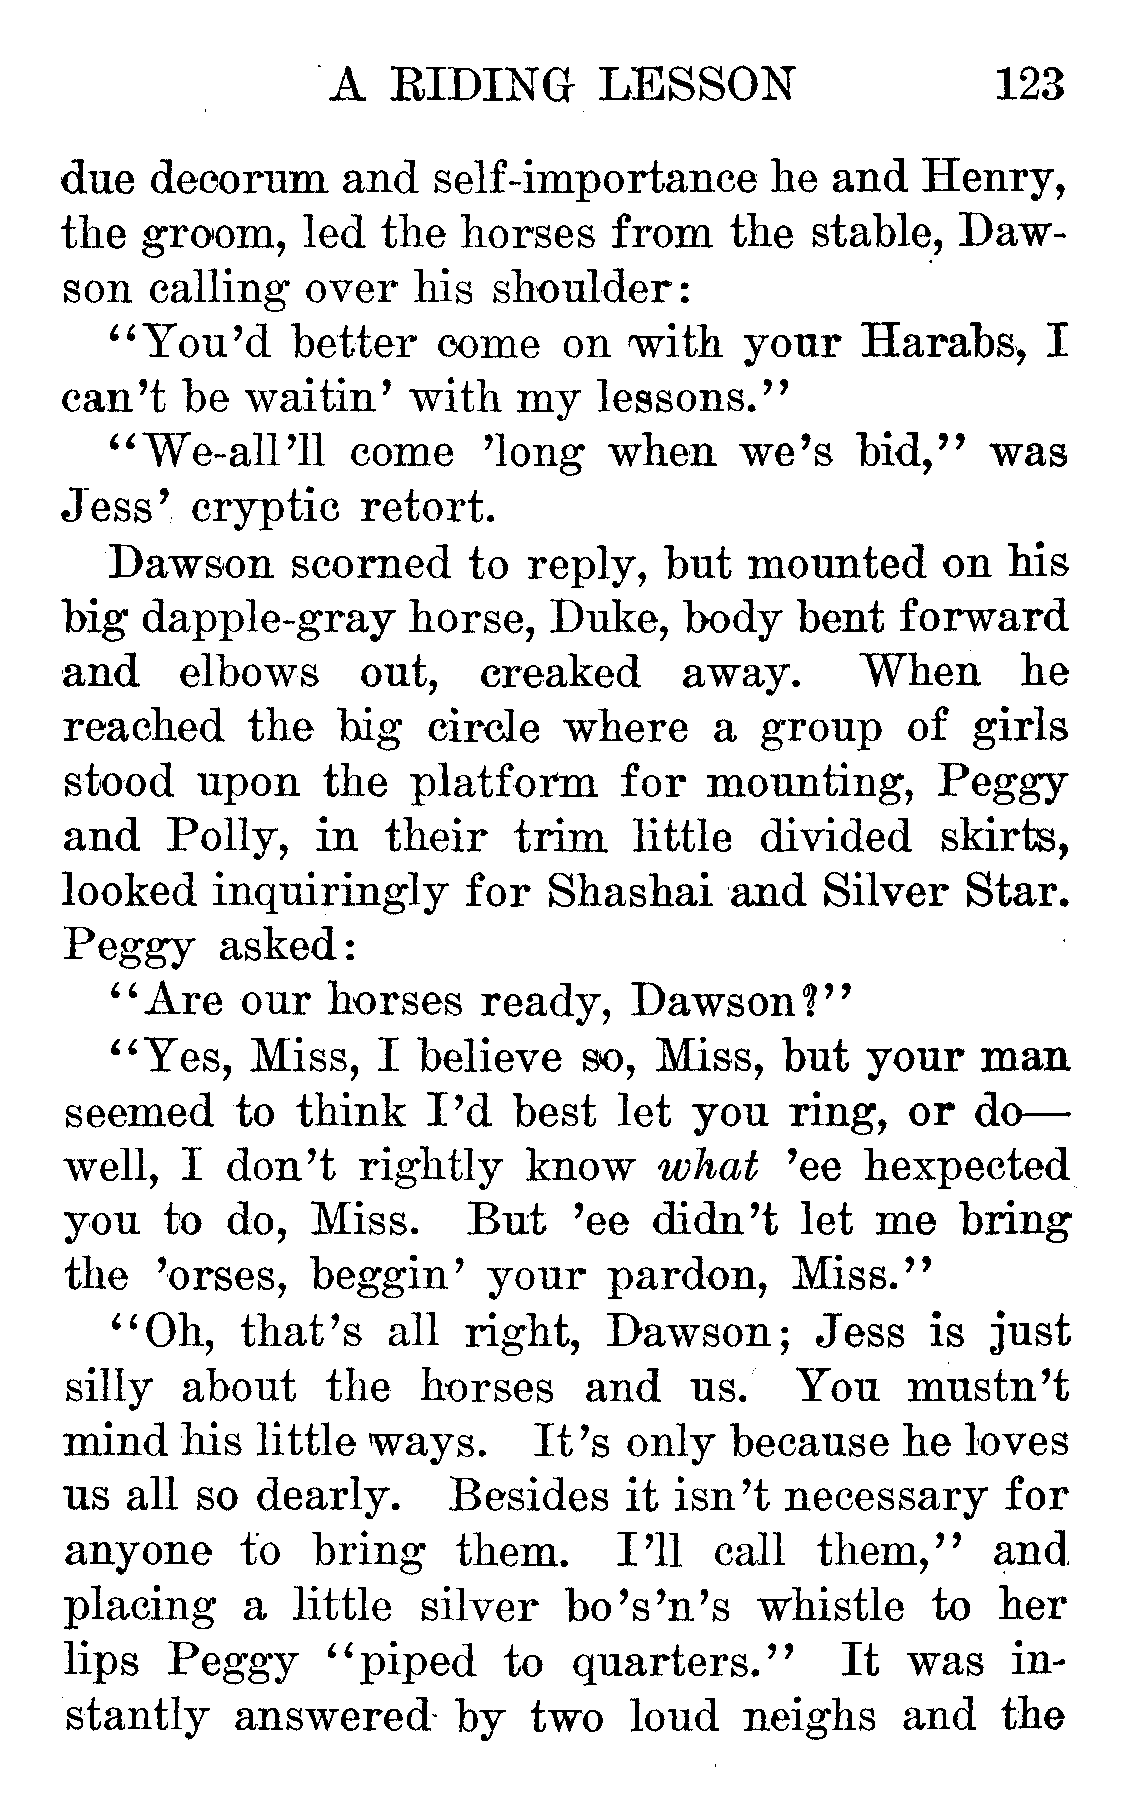 A RIDING LESSON 123
due decorum and self-importance he and Henry,
the groom, led the horses from the stable, Daw-
son calling over his shoulder:
“You’d better come on with your Harabs, I
can’t be waitin’ with my lessons.”
“We-all’ll come ’long when we’s bid,” was
Jess’ cryptic retort.
Dawson scorned to reply, but mounted on his
big dapple-gray horse, Duke, body bent forward
and elbows out, creaked away. When he
reached the big circle where a group of girls
stood upon the platform for mounting, Peggy
and Polly, in their trim little divided skirts,
looked inquiringly for Shashai and Silver Star.
Peggy asked:
“Are our horses ready, Dawson?”
“Yes, Miss, I believe so, Miss, but your man
seemed to think I’d best let you ring, or do—
well, I don’t rightly know what ’ee hexpected
you to do, Miss. But ’ee didn’t let me bring
the ’orses, beggin’ your pardon, Miss.”
“Oh, that’s all right, Dawson; Jess is just
silly about the horses and us. You mustn’t
mind his little ways. It’s only because he loves
us all so dearly. Besides it isn’t necessary for
anyone to bring them. I’ll call them,” and
placing a little silver bo’s’n’s whistle to her
lips Peggy “piped to quarters.” It was in-
stantly answered by two loud neighs and the